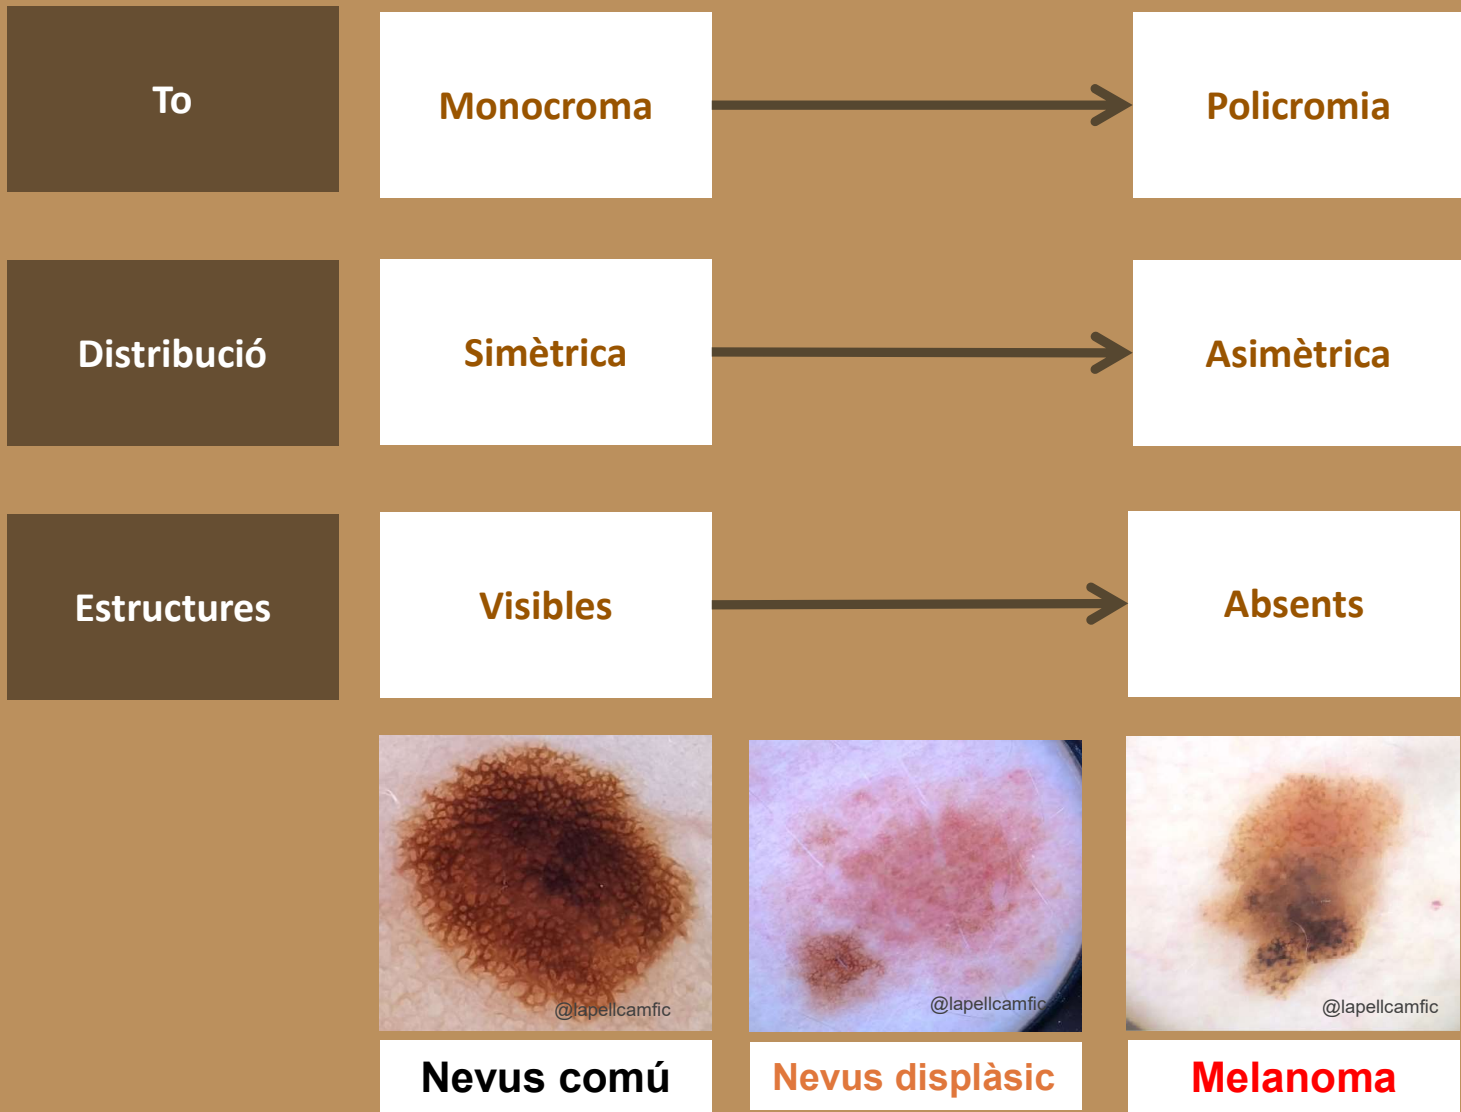 To
Monocroma
Policromia
Distribució
Simètrica
Asimètrica
Estructures
Visibles
Absents
@lapellcamfic
@lapellcamfic
@lapellcamfic
Nevus comú
Nevus displàsic
Melanoma